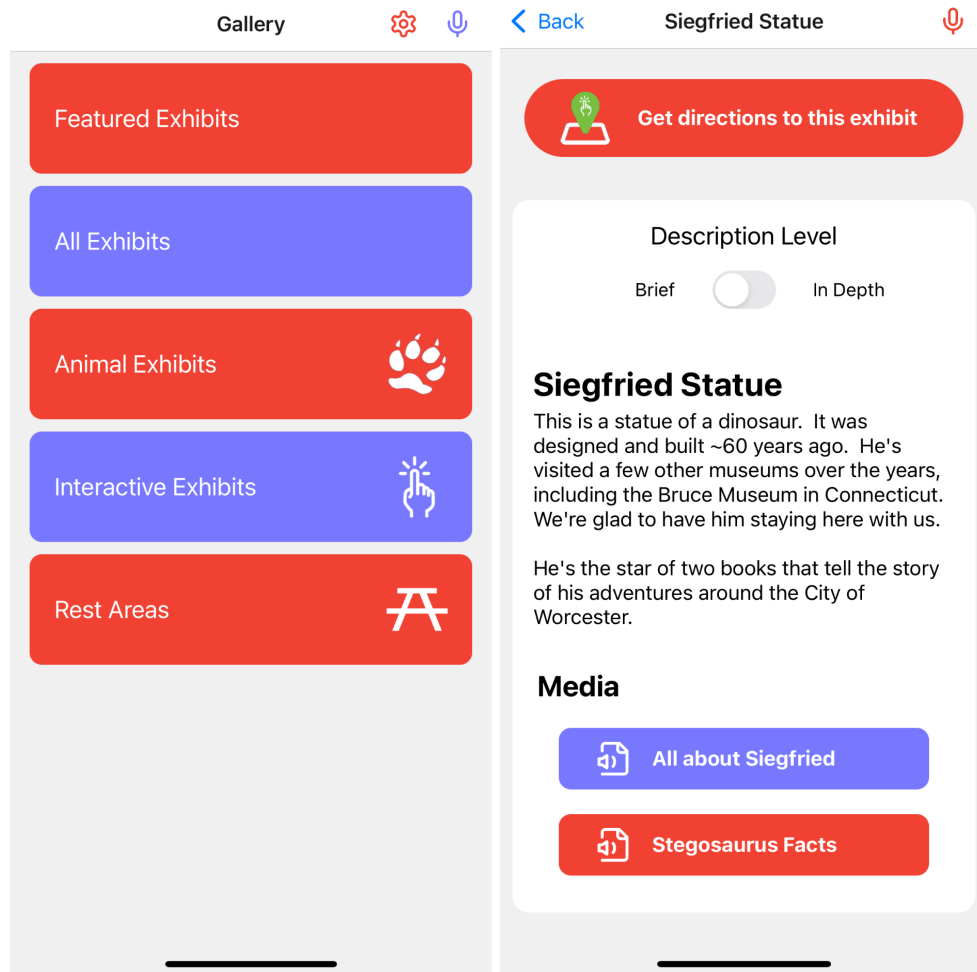 Gallery
Featured Exhibits
All Exhibits
Animal Exhibits
Interactive Exhibits
Rest Areas
Back
Siegfried Statue
Get directions to this exhibit
Description Level
Brief
In Depth
Siegfried Statue
This is a statue of a dinosaur.  It was
designed and built ~60 years ago.  He's
visited a few other museums over the years,
including the Bruce Museum in Connecticut.
We're glad to have him staying here with us.
He's the star of two books that tell the story
of his adventures around the City of
Worcester.
Media
All about Siegfried
Stegosaurus Facts